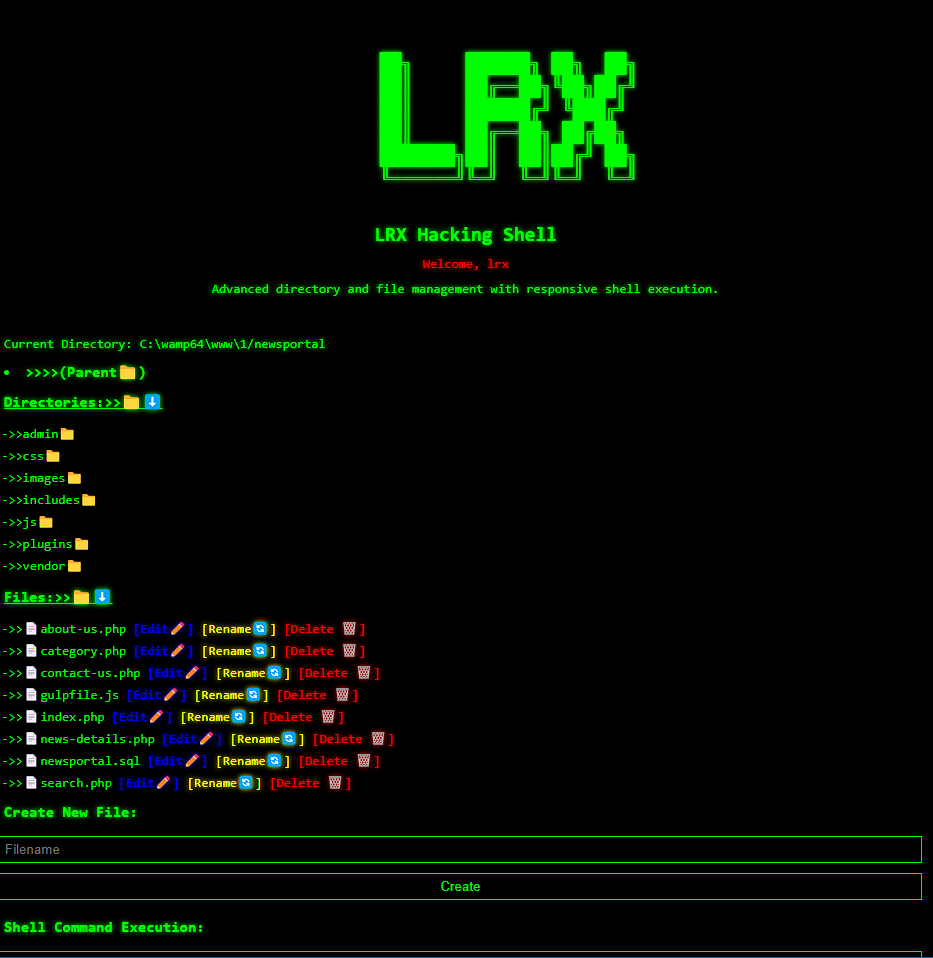 LRX
LRX Hacking Shell
Welcome, lrx
Advanced directory and file management with responsive shell execution.
Current Directory: C:\wamp64\www\1/newsportal
• >>>>(Parent📁)
Directories:>>📁⬇️
->>admin📁
->>css📁
->>images📁
->>includes📁
->>js📁
->>plugins📁
->>vendor📁
Files:>>📁⬇️
->>📄about-us.php [Edit🖍️] [Rename🔄] [Delete 🗑️]
->>📄category.php [Edit🖍️] [Rename🔄] [Delete 🗑️]
->>📄contact-us.php [Edit🖍️] [Rename🔄] [Delete 🗑️]
->>📄gulpfile.js [Edit🖍️] [Rename🔄] [Delete 🗑️]
->>📄index.php [Edit🖍️] [Rename🔄] [Delete 🗑️]
->>📄news-details.php [Edit🖍️] [Rename🔄] [Delete 🗑️]
->>📄newsportal.sql [Edit🖍️] [Rename🔄] [Delete 🗑️]
->>📄search.php [Edit🖍️] [Rename🔄] [Delete 🗑️]
Create New File:
Filename
Create
Shell Command Execution: